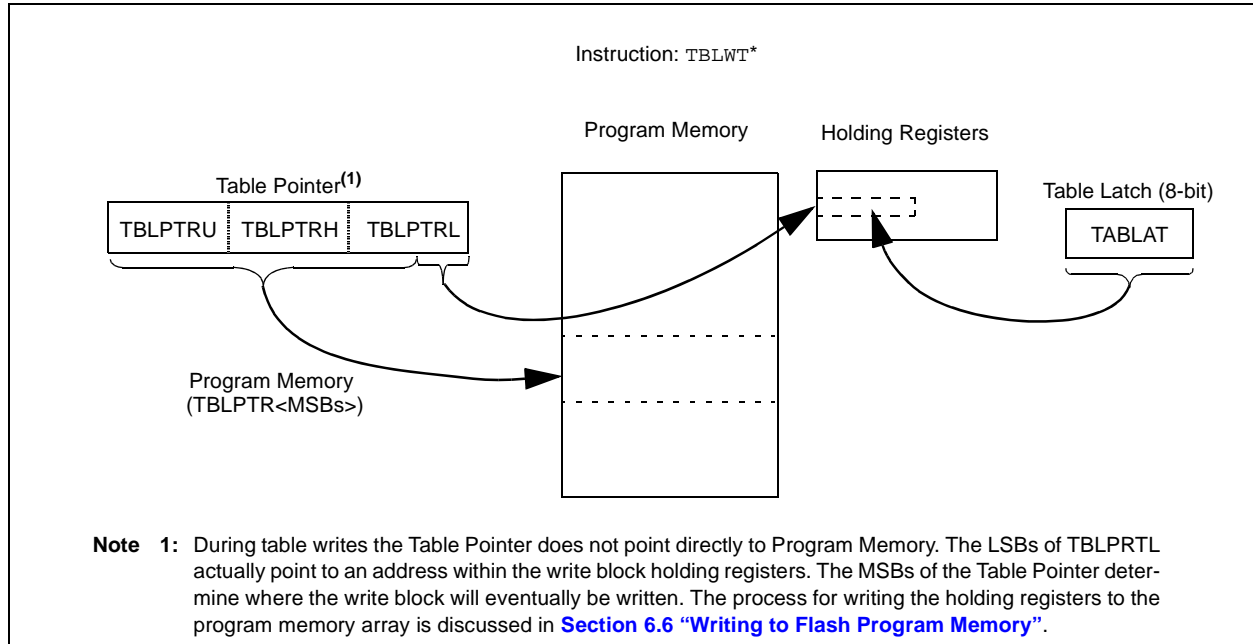 Instruction: TBLWT*
Program Memory
Holding Registers
Table Pointer(1)
Table Latch (8-bit)
TBLPTRU TBLPTRH TBLPTRL
TABLAT
Program Memory
(TBLPTR<MSBs>)
Note 1: During table writes the Table Pointer does not point directly to Program Memory. The LSBs of TBLPRTL
actually point to an address within the write block holding registers. The MSBs of the Table Pointer deter-
mine where the write block will eventually be written. The process for writing the holding registers to the
program memory array is discussed in Section 6.6 “Writing to Flash Program Memory”.